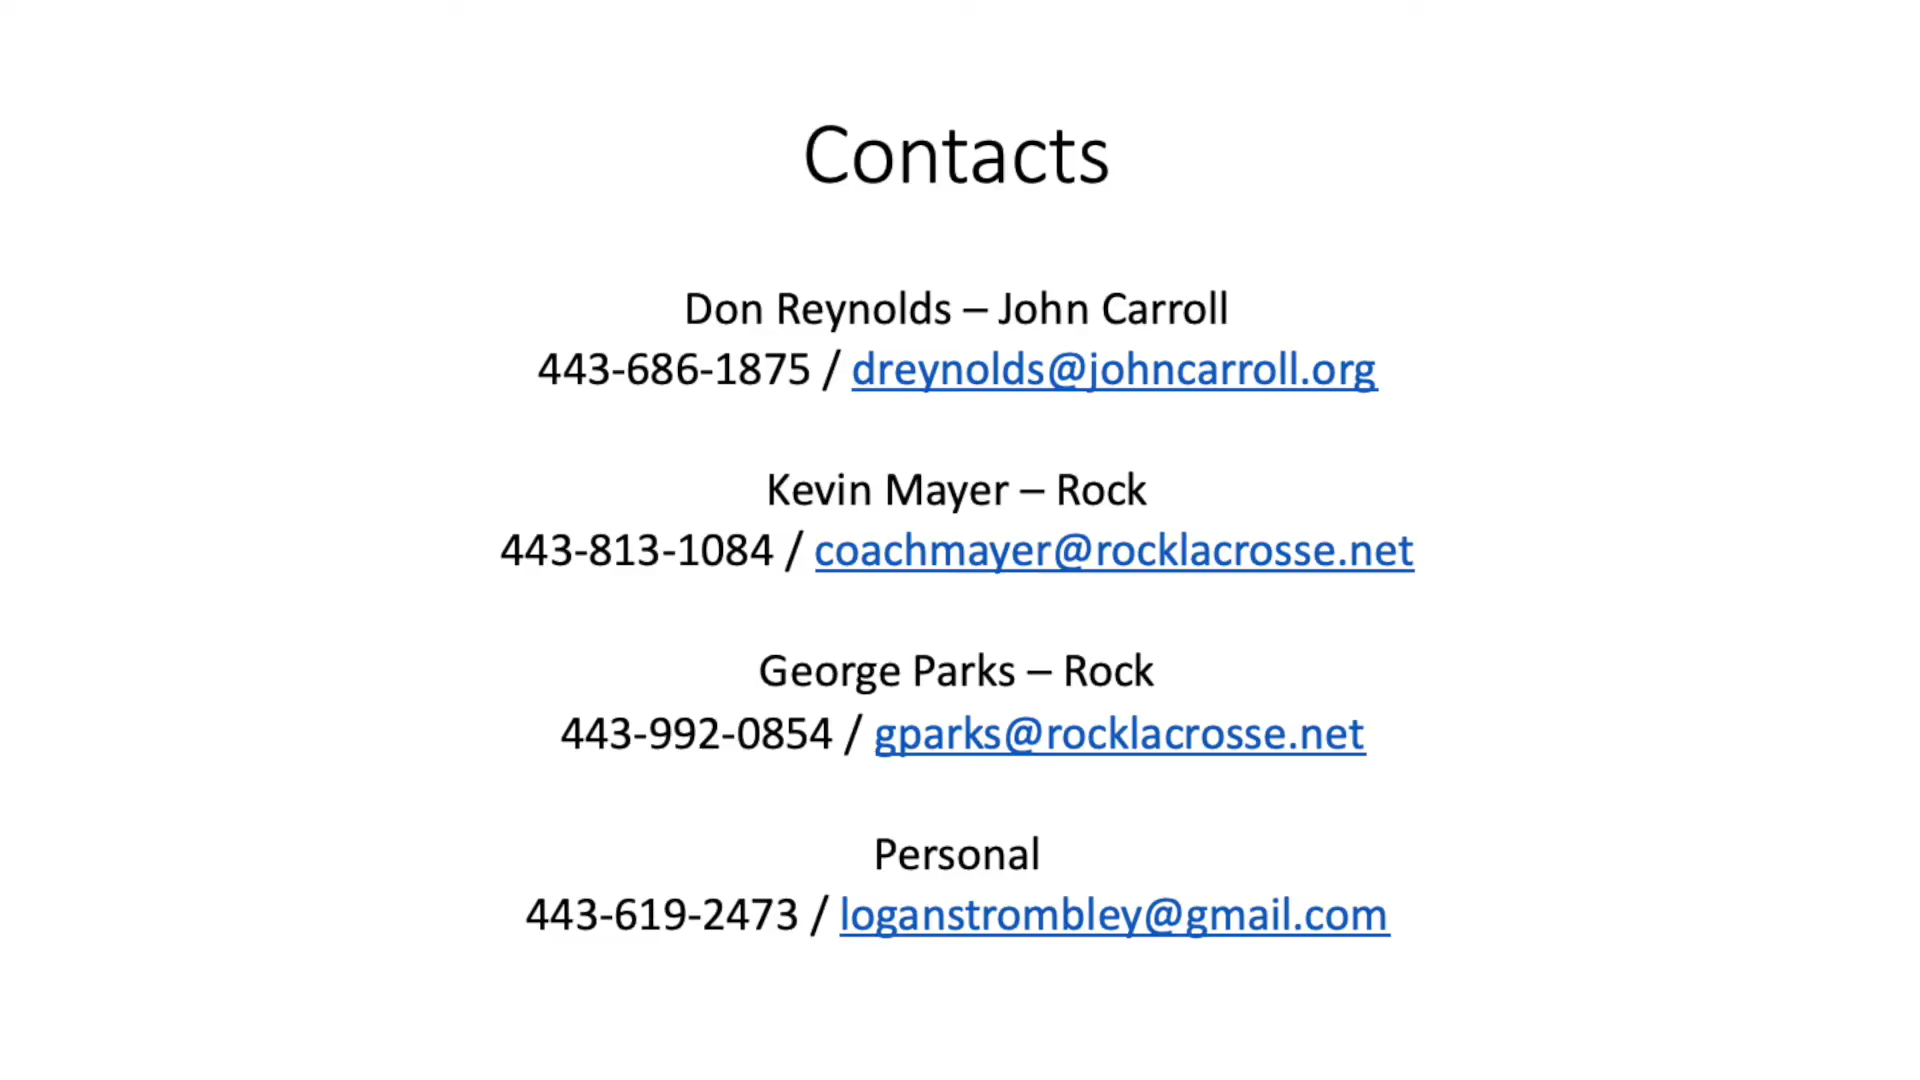 Contacts
Don Reynolds – John Carroll
443-686-1875 / dreynolds@johncarroll.org
Kevin Mayer – Rock
443-813-1084 / coachmayer@rocklacrosse.net
George Parks – Rock
443-992-0854 / gparks@rocklacrosse.net
Personal
443-619-2473 / loganstrombley@gmail.com